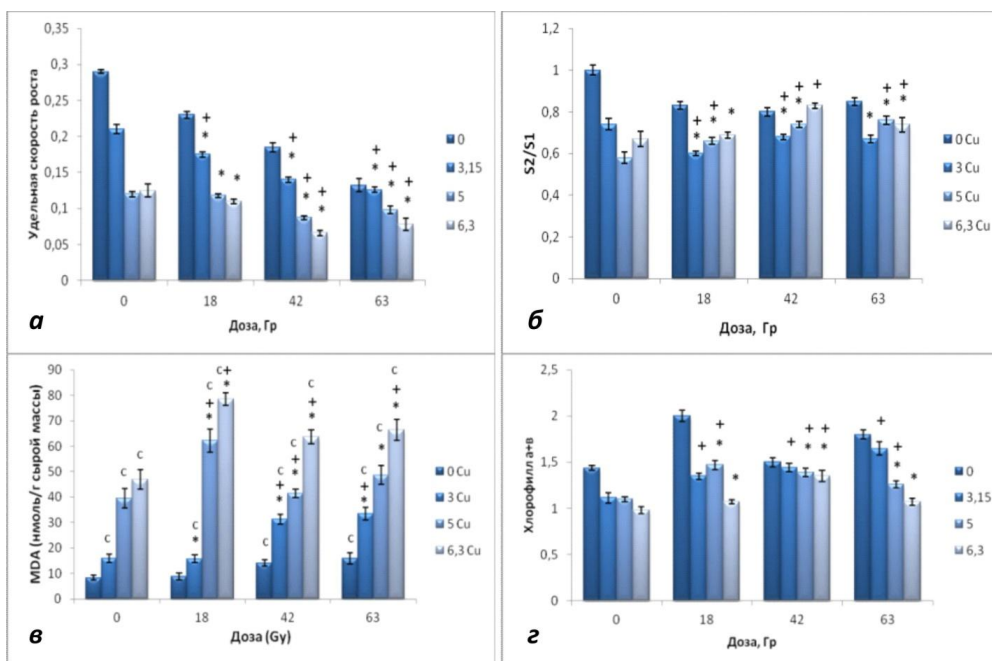 Удельная скорость роста
0,35
0,3
0,25
0,2
0,15
0,1
0,05
0
+
*
* *
+
*
+
*
+
*
+
*
+
*
+
*
0
3,15
5
6,3
0 18 42 63
Доза, Гр
а
S2/S1
1,2
1
0,8
0,6
0,4
0,2
0
+
*
+
*
*
+
*
+
*
+
*
+
*
+
*
0 Cu
3 Cu
5 Cu
6,3 Cu
0 18 42 63
Доза, Гр
б
MDA (нмоль/г сырой массы)
90
80
70
60
50
40
30
20
10
0
c
c
c
c
*
c
+
*
c
+
*
c
+
*
c
+
*
c
+
*
c
+
*
c
*
c
+
*
0 Cu
3 Cu
5 Cu
6,3 Cu
0 18 42 63
Доза (Gy)
в
Хлорофилл а+в
2,5
2
1,5
1
0,5
0
+
+
*
*
+
+
*
+
*
+
+
*
*
0
3,15
5
6,3
0 18 42 63
Доза, Гр
г